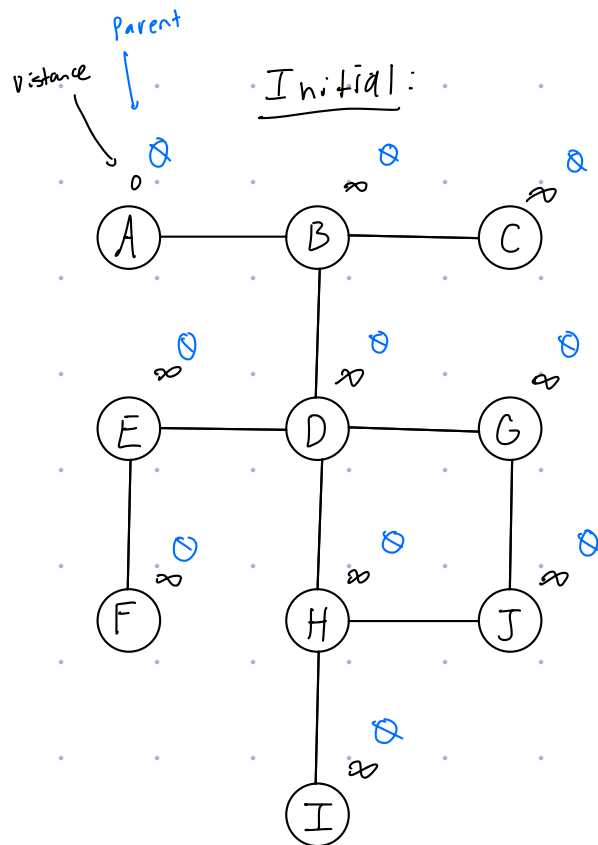 Parent
Distance
Initial:
∅ ∅ ∅
0 ∞ ∞
A B C
∅ ∅ ∅
∞ ∞ ∞
E D G
∅ ∅ ∅
∞ ∞ ∞
F H J
∅
∞
I